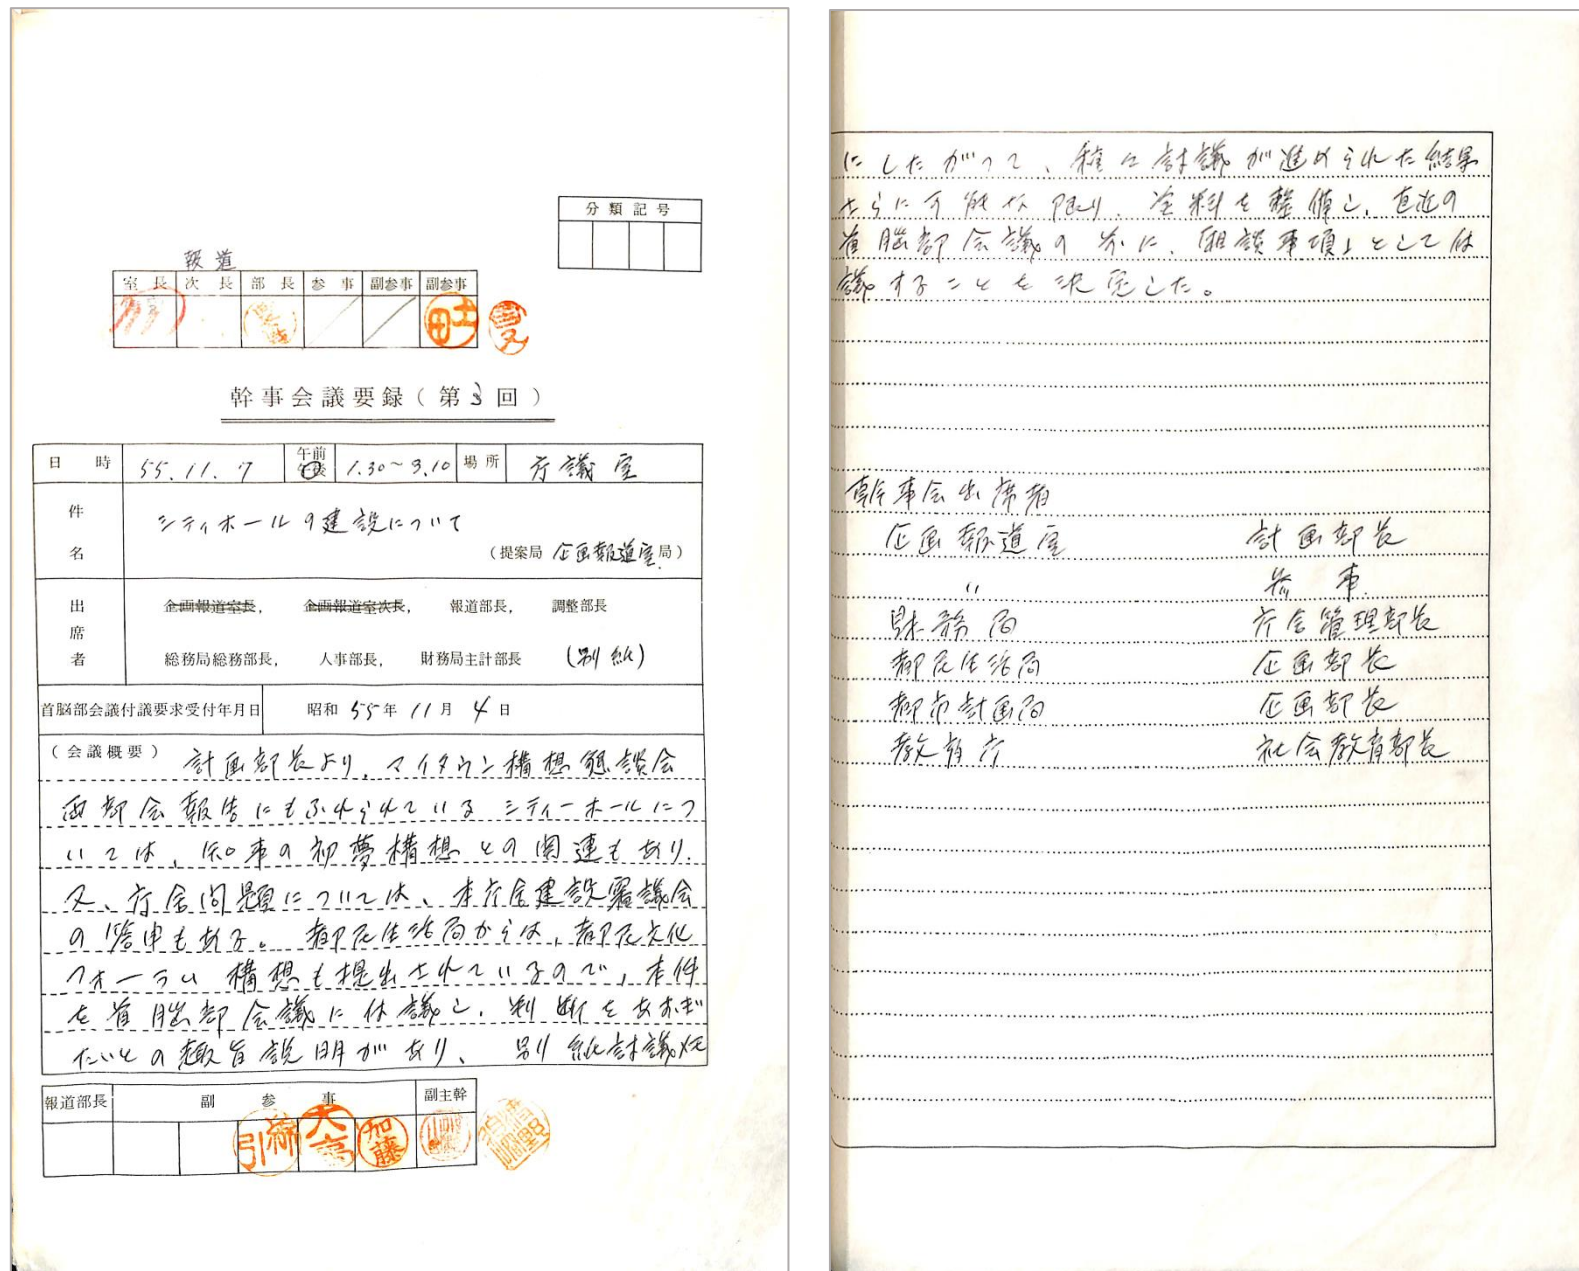 分類記号
報道
室長 次長 部長 参事 副参事 副参事
土田
幹事会議要録(第3回)
日時 55.11.7 午前 午後 1.30～3.10 場所 庁議室
件名 シティホールの建設について
(提案局 企画報道室局)
出席者 企画報道室長, 企画報道室次長, 報道部長, 調整部長
総務局総務部長, 人事部長, 財務局主計部長 (別紙)
首脳部会議付議要求受付年月日 昭和55年11月4日
(会議概要) 計画部長より、マイタウン構想懇談会
両部会報告にもふれられているシティーホールにつ
いては、知事の初夢構想との関連もあり、
又、庁舎問題については、本庁舎建設審議会
の答申もある。都民生活局からは、都民文化
フォーラム構想も提出されているので、本件
を首脳部会議に付議し、判断をあおぎ
たいとの趣旨説明があり、別紙討議
報道部長 副参事 副主幹
大高
加藤
にしたがって、種々討議が進められた結果
さらに可能な限り、資料を整備し、直近の
首脳部会議の 「相談事項」として付
議することを決定した。
幹事会出席者
企画報道室 計画部長
〃 参事
財務局 庁舎管理部長
都民生活局 企画部長
都市計画局 企画部長
教育庁 社会教育部長